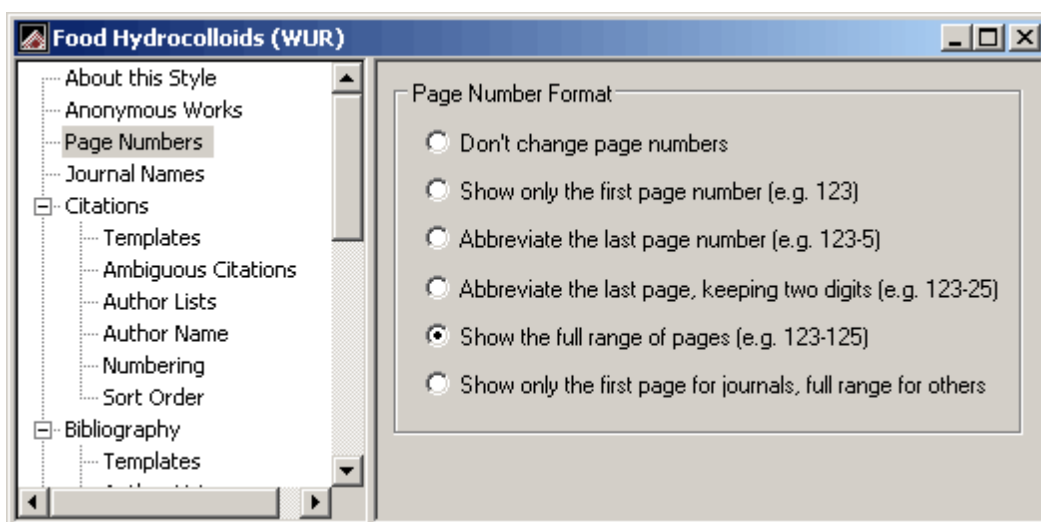 Food Hydrocolloids (WUR)
About this Style
Anonymous Works
Page Numbers
Journal Names
Citations
Templates
Ambiguous Citations
Author Lists
Author Name
Numbering
Sort Order
Bibliography
Templates
Page Number Format
Don't change page numbers
Show only the first page number (e.g. 123)
Abbreviate the last page number (e.g. 123-5)
Abbreviate the last page, keeping two digits (e.g. 123-25)
Show the full range of pages (e.g. 123-125)
Show only the first page for journals, full range for others